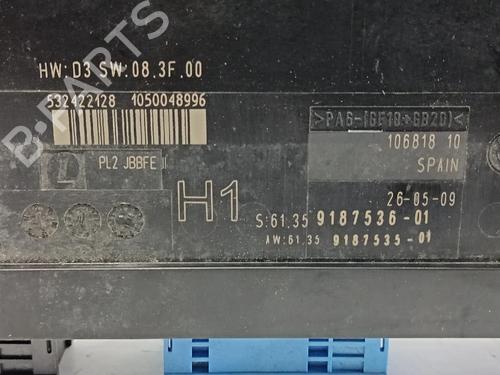 B-PARTS
HW:D3 SW:08.3F.00
532422128 1050048996
>PA6-(GF10+GB20)<
106818 10
SPAIN
L PL2 JBBFE II
H1
26-05-09
S:61.35 9187536-01
AW:61.35 9187535-01